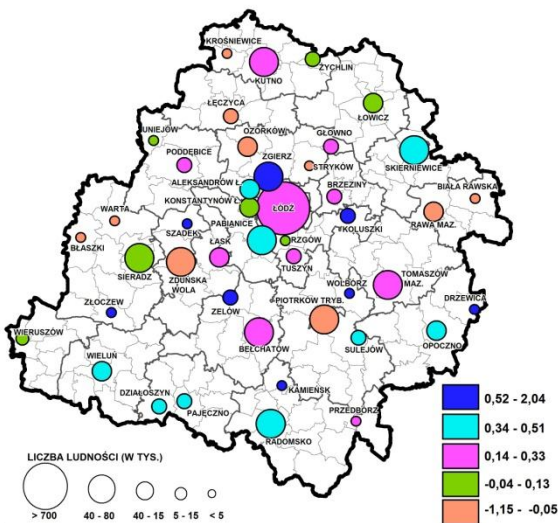 KROŚNIEWICE
KUTNO
ŻYCHLIN
ŁĘCZYCA
ŁOWICZ
UNIEJÓW
OZORKÓW
GŁOWNO
PODDĘBICE
ZGIERZ
STRYKÓW
SKIERNIEWICE
ALEKSANDRÓW Ł.
BRZEZINY
BIAŁA RAWSKA
KONSTANTYNÓW Ł.
ŁÓDŹ
RAWA MAZ.
WARTA
PABIANICE
SZADEK
KOLUSZKI
BŁASZKI
ŁASK
RZGÓW
SIERADZ
ZDUŃSKA
WOLA
TUSZYN
TOMASZÓW
MAZ.
WOLBÓRZ
ZŁOCZEW
ZELÓW
PIOTRKÓW TRYB.
DRZEWICA
WIERUSZÓW
BEŁCHATÓW
SULEJÓW
OPOCZNO
WIELUŃ
KAMIEŃSK
DZIAŁOSZYN
PAJĘCZNO
PRZEDBÓRZ
RADOMSKO
0,52 - 2,04
0,34 - 0,51
0,14 - 0,33
-0,04 - 0,13
-1,15 - -0,05
LICZBA LUDNOŚCI (W TYS.)
> 700 40 - 80 40 - 15 5 - 15 < 5